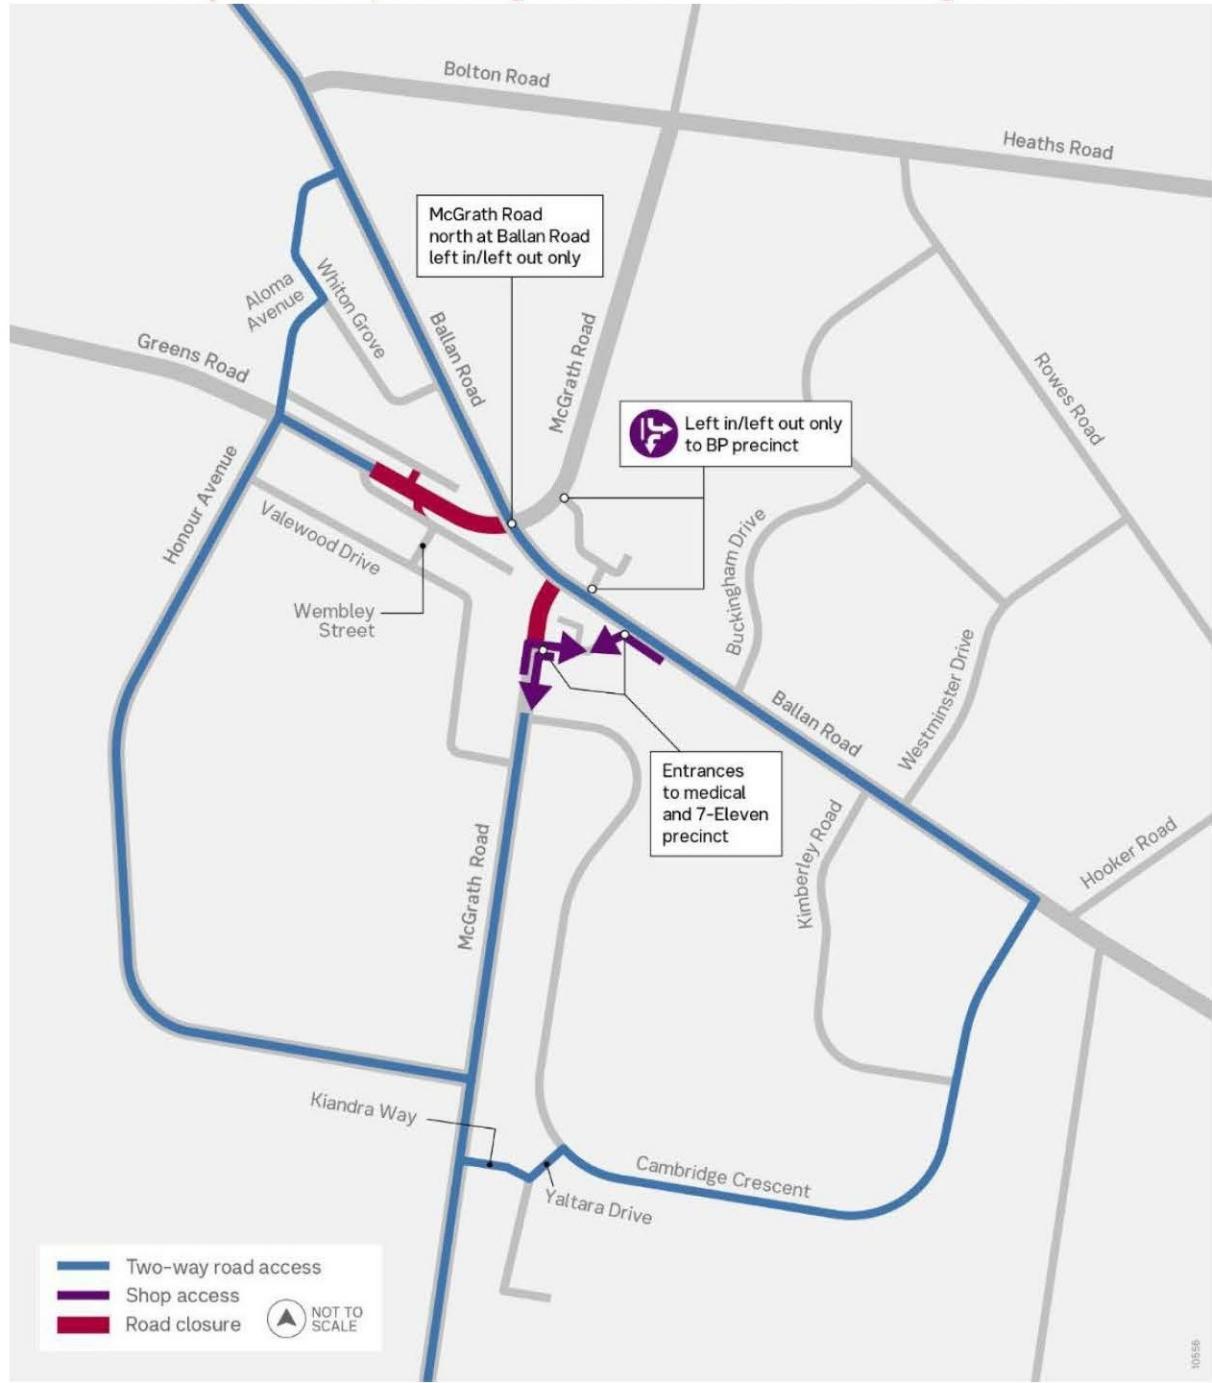 Bolton Road
Heaths Road
McGrath Road
north at Ballan Road
left in/left out only
Aloma
Avenue
Whiton Grove
Ballan Road
McGrath Road
Greens Road
Rowes Road
Left in/left out only
to BP precinct
Honour Avenue
Valewood Drive
Buckingham Drive
Wembley
Street
Westminster Drive
Ballan Road
Entrances
to medical
and 7-Eleven
precinct
Kimberley Road
Hooker Road
McGrath Road
Kiandra Way
Cambridge Crescent
Yaltara Drive
Two-way road access
Shop access
Road closure
NOT TO
SCALE
10556